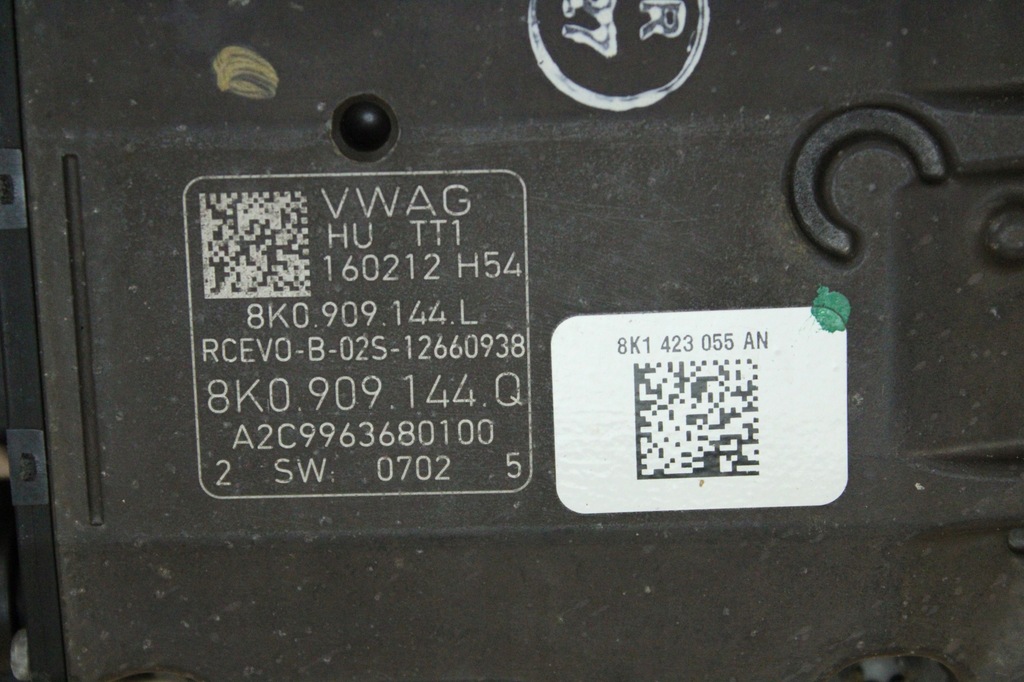 R
27
VWAG
HU TT1
160212 H54
8K0.909.144.L
RCEVO-B-02S-12660938
8K0.909.144.Q
A2C9963680100
2 SW 0702 5
8K1 423 055 AN